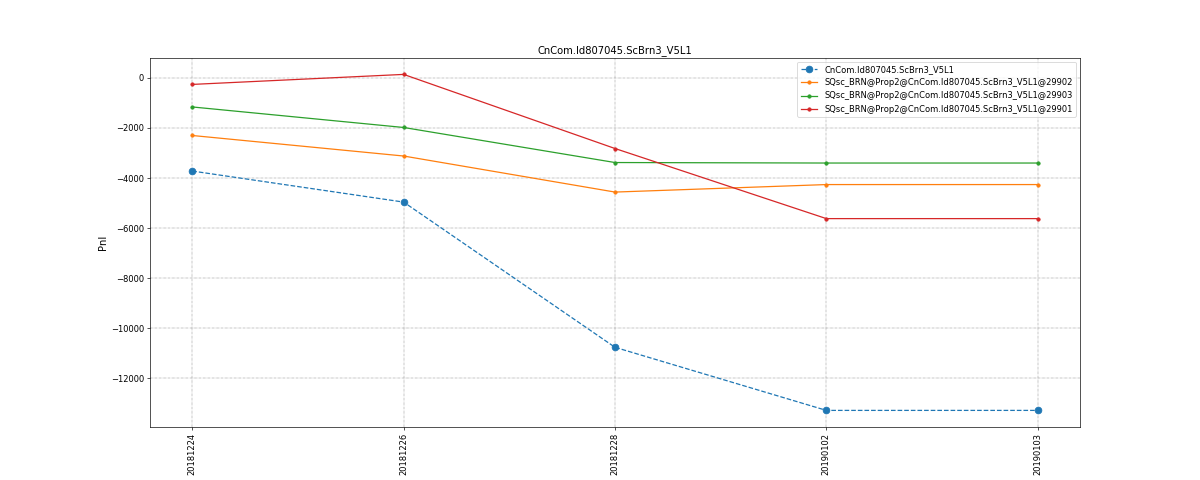 CnCom.Id807045.ScBrn3_V5L1
CnCom.Id807045.ScBrn3_V5L1
SQsc_BRN@Prop2@CnCom.Id807045.ScBrn3_V5L1@29902
SQsc_BRN@Prop2@CnCom.Id807045.ScBrn3_V5L1@29903
SQsc_BRN@Prop2@CnCom.Id807045.ScBrn3_V5L1@29901
0
−2000
−4000
−6000
−8000
−10000
−12000
Pnl
20181224
20181226
20181228
20190102
20190103